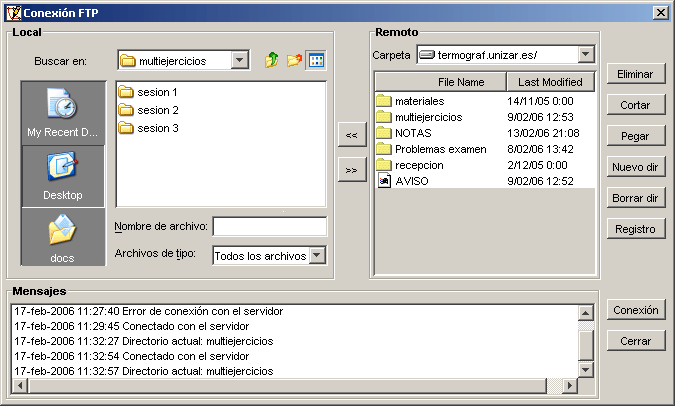 Conexión FTP
Local
Buscar en:
multiejercicios
My Recent D...
Desktop
docs
sesion 1
sesion 2
sesion 3
Nombre de archivo:
Archivos de tipo:
Todos los archivos
<<
>>
Remoto
Carpeta
termograf.unizar.es/
File Name Last Modified
materiales 14/11/05 0:00
multiejercicios 9/02/06 12:53
NOTAS 13/02/06 21:08
Problemas examen 8/02/06 13:42
recepcion 2/12/05 0:00
AVISO 9/02/06 12:52
Eliminar
Cortar
Pegar
Nuevo dir
Borrar dir
Registro
Mensajes
17-feb-2006 11:27:40 Error de conexión con el servidor
17-feb-2006 11:29:45 Conectado con el servidor
17-feb-2006 11:32:27 Directorio actual: multiejercicios
17-feb-2006 11:32:54 Conectado con el servidor
17-feb-2006 11:32:57 Directorio actual: multiejercicios
Conexión
Cerrar